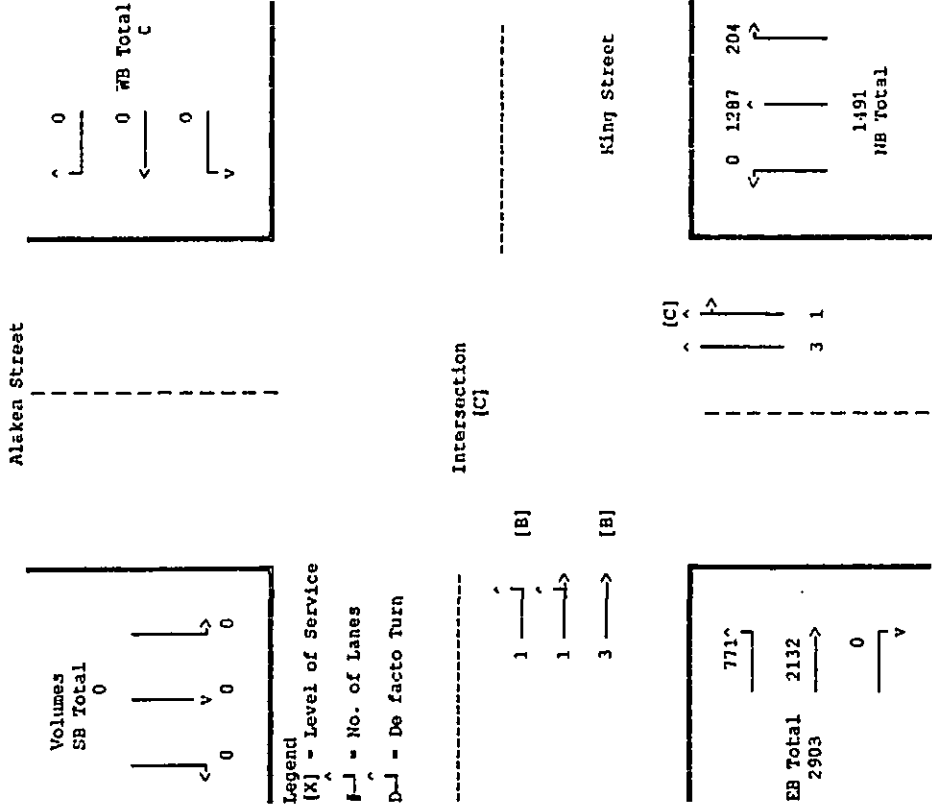 Alakea Street
Volumes
SB Total
0
0 0 0
0
WB Total
C
0
0
Legend
[X] = Level of Service
#─┘ = No. of Lanes
D─┘ = De facto Turn
Intersection
[C]
King Street
1 [B]
1
3 [B]
[C]
3 1
771
EB Total 2132
2903
0
0 1287 204
1491
NB Total